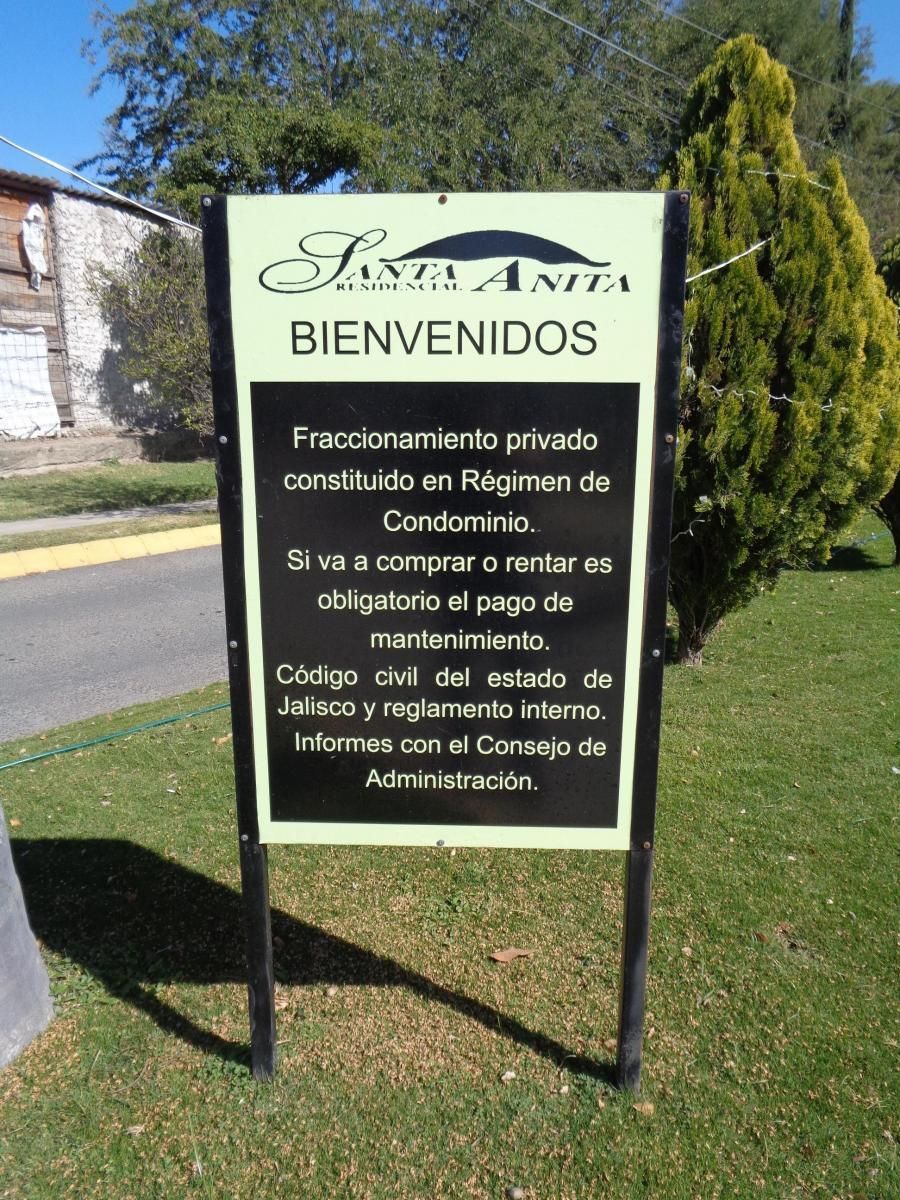 SANTA ANITA
RESIDENCIAL
BIENVENIDOS
Fraccionamiento privado
constituido en Régimen de
Condominio.
Si va a comprar o rentar es
obligatorio el pago de
mantenimiento.
Código civil del estado de
Jalisco y reglamento interno.
Informes con el Consejo de
Administración.